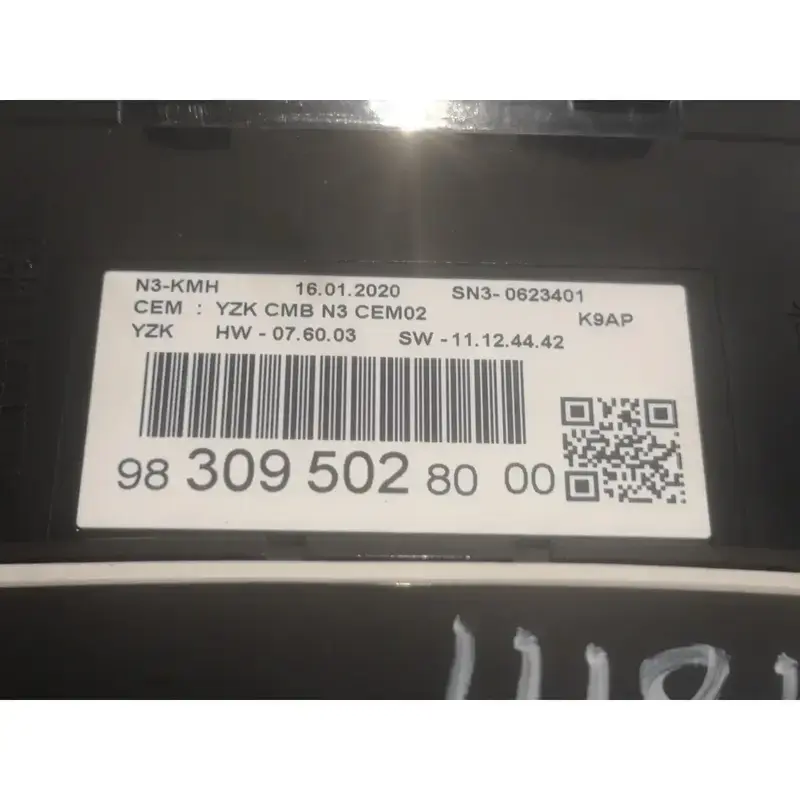 N3-KMH 16.01.2020 SN3-0623401
CEM : YZK CMB N3 CEM02 K9AP
YZK HW - 07.60.03 SW - 11.12.44.42
98 309 502 80 00